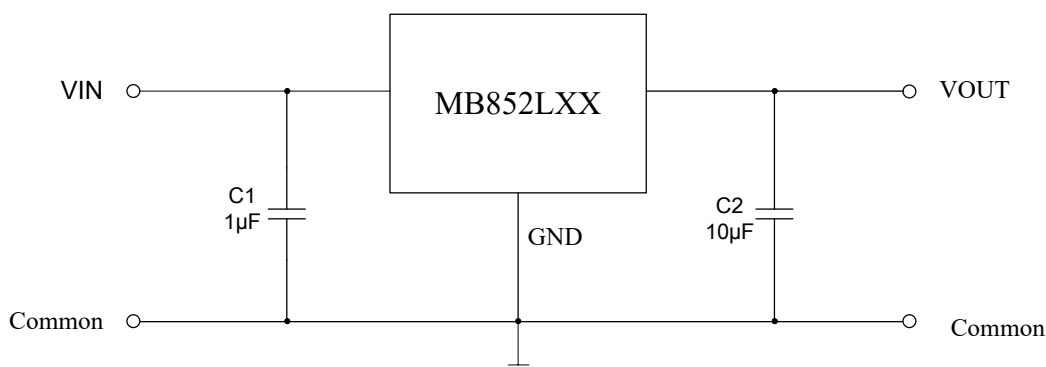 VIN
MB852LXX
VOUT
C1
1µF
GND
C2
10µF
Common
Common